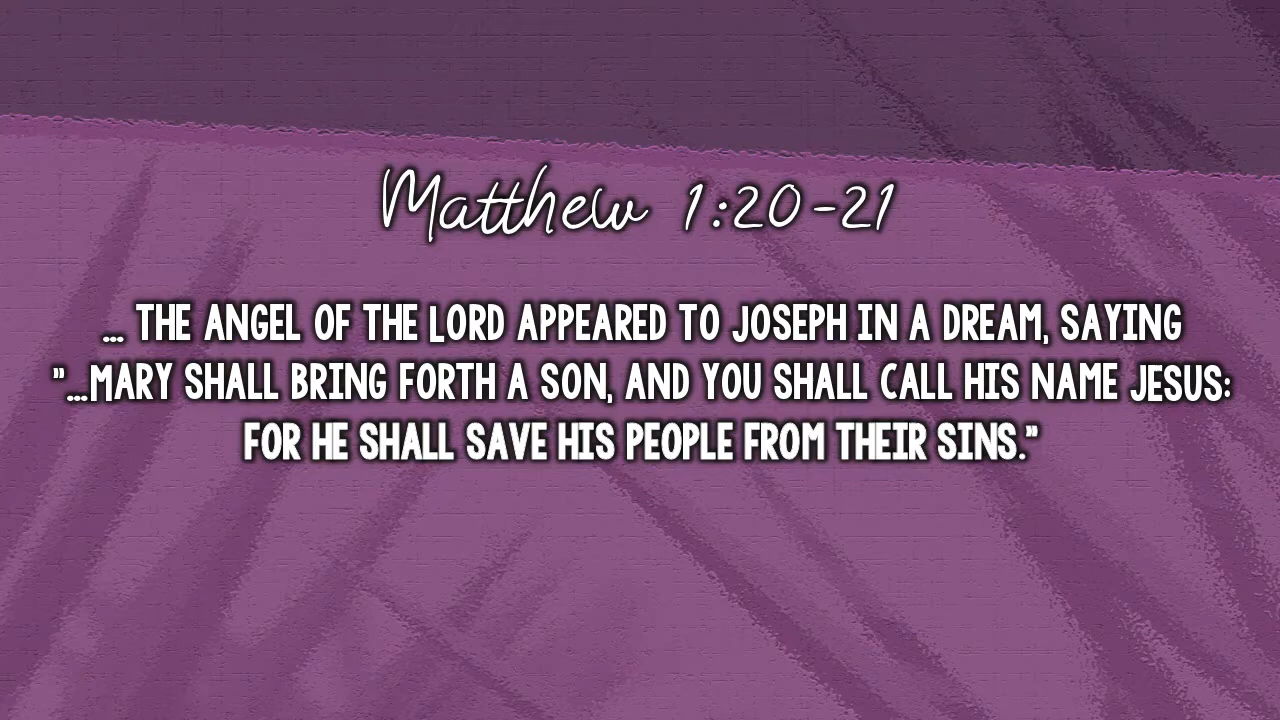 Matthew 1:20-21
... THE ANGEL OF THE LORD APPEARED TO JOSEPH IN A DREAM, SAYING
"...MARY SHALL BRING FORTH A SON, AND YOU SHALL CALL HIS NAME JESUS:
FOR HE SHALL SAVE HIS PEOPLE FROM THEIR SINS."